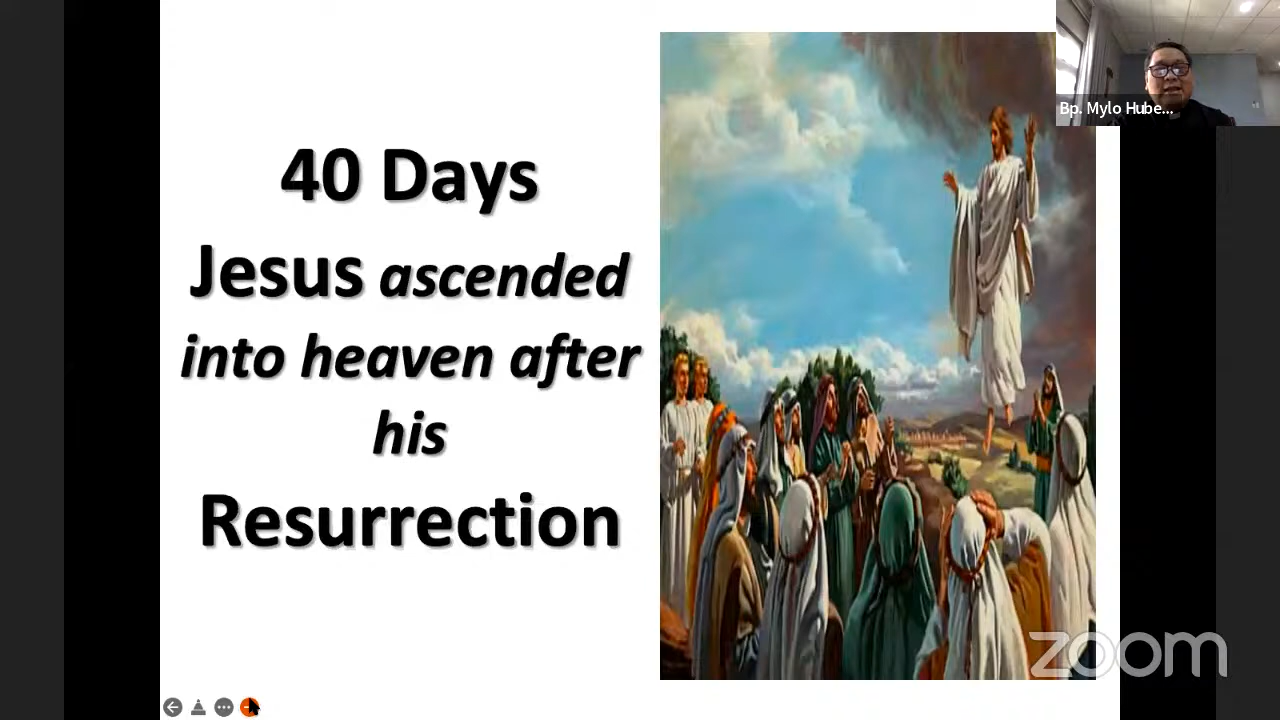 40 Days
Jesus ascended
into heaven after
his
Resurrection
Bp. Mylo Hube...
zoom